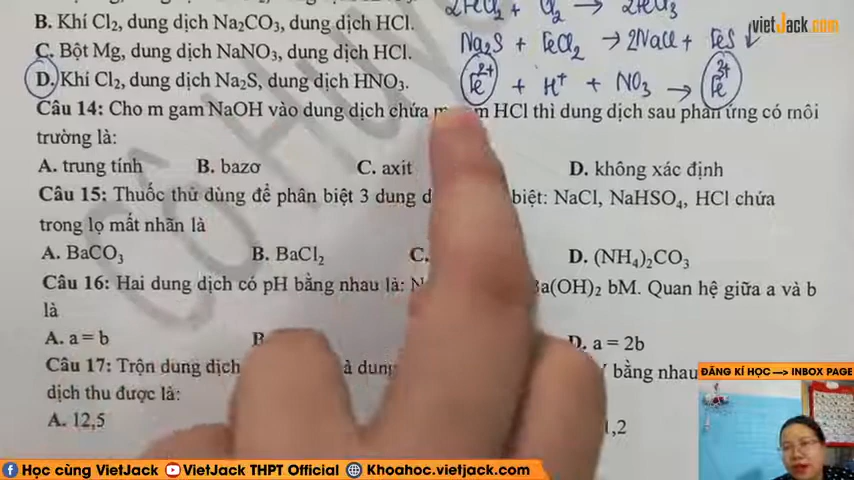 2FeCl₂ + Cl₂ → 2FeCl₃
B. Khí Cl₂, dung dịch Na₂CO₃, dung dịch HCl.
vietJack.com
C. Bột Mg, dung dịch NaNO₃, dung dịch HCl.
Na₂S + FeCl₂ → 2NaCl + FeS ↓
D. Khí Cl₂, dung dịch Na₂S, dung dịch HNO₃.
Fe²⁺ + H⁺ + NO₃ → Fe³⁺
Câu 14: Cho m gam NaOH vào dung dịch chứa m HCl thì dung dịch sau phản ứng có môi
trường là:
A. trung tính B. bazơ C. axit D. không xác định
Câu 15: Thuốc thử dùng để phân biệt 3 dung biệt: NaCl, NaHSO₄, HCl chứa
trong lọ mất nhãn là
A. BaCO₃ B. BaCl₂ C. D. (NH₄)₂CO₃
Câu 16: Hai dung dịch có pH bằng nhau là: Ba(OH)₂ bM. Quan hệ giữa a và b
là
A. a = b B. D. a = 2b
Câu 17: Trộn dung dịch dung bằng nhau
dịch thu được là:
A. 12,5 1,2
ĐĂNG KÍ HỌC —> INBOX PAGE
Học cùng VietJack VietJack THPT Official Khoahoc.vietjack.com